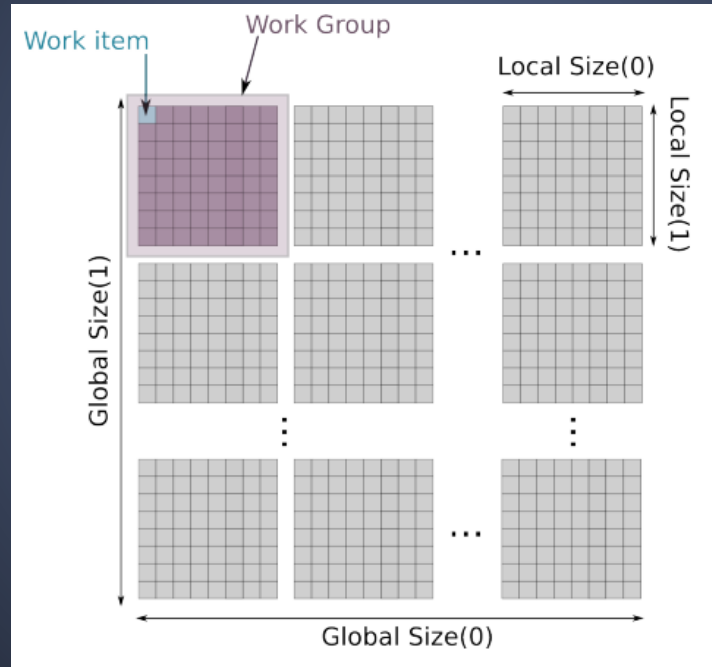 Work Group
Work item
Local Size(0)
Local Size(1)
...
Global Size(1)
...
...
...
Global Size(0)